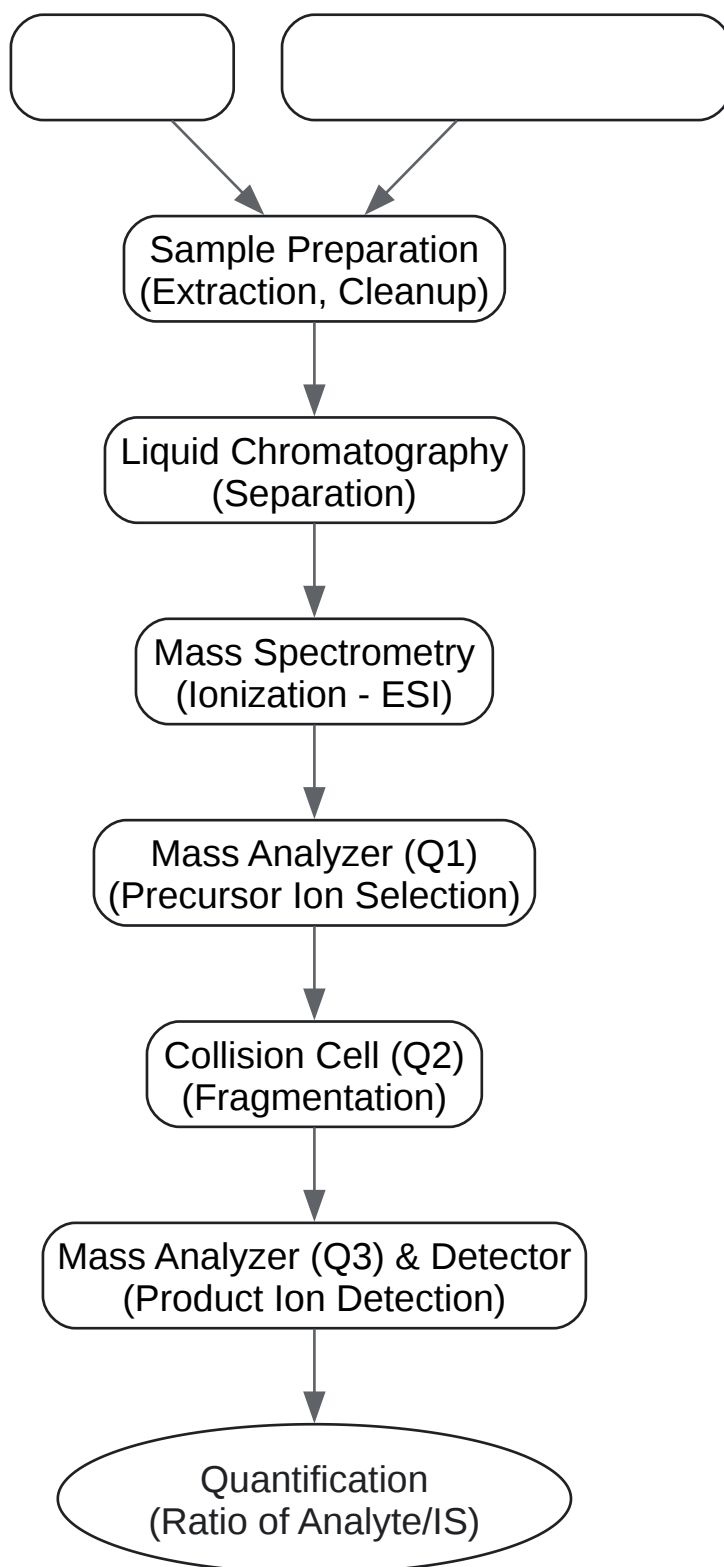 Sample Preparation
(Extraction, Cleanup)
Liquid Chromatography
(Separation)
Mass Spectrometry
(Ionization - ESI)
Mass Analyzer (Q1)
(Precursor Ion Selection)
Collision Cell (Q2)
(Fragmentation)
Mass Analyzer (Q3) & Detector
(Product Ion Detection)
Quantification
(Ratio of Analyte/IS)